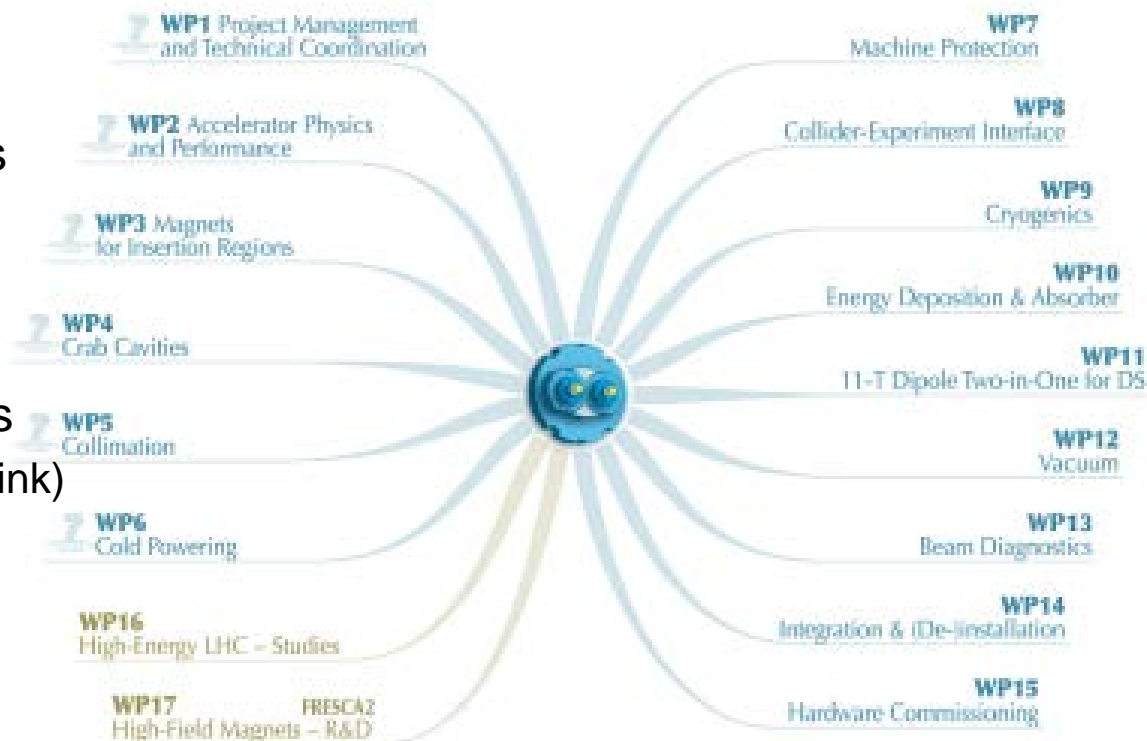 WP1 Project Management
and Technical Coordination
WP2 Accelerator Physics
and Performance
s
WP3 Magnets
for Insertion Regions
WP4
Crab Cavities
s
WP5
Collimation
ink)
WP6
Cold Powering
WP16
High-Energy LHC – Studies
WP17 FRESCA2
High-Field Magnets – R&D
WP7
Machine Protection
WP8
Collider-Experiment Interface
WP9
Cryogenics
WP10
Energy Deposition & Absorber
WP11
11-T Dipole Two-in-One for DS
WP12
Vacuum
WP13
Beam Diagnostics
WP14
Integration & (De-)installation
WP15
Hardware Commissioning